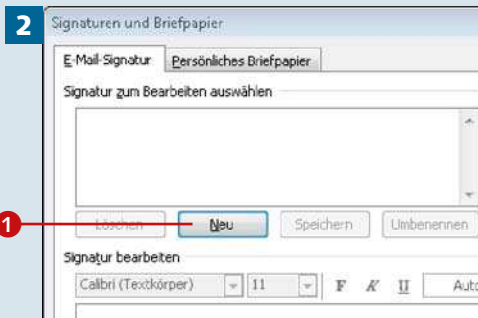 2
Signaturen und Briefpapier
E-Mail-Signatur Persönliches Briefpapier
Signatur zum Bearbeiten auswählen
1
Löschen Neu Speichern Umbenennen
Signatur bearbeiten
Calibri (Textkörper) 11 F K U Auto